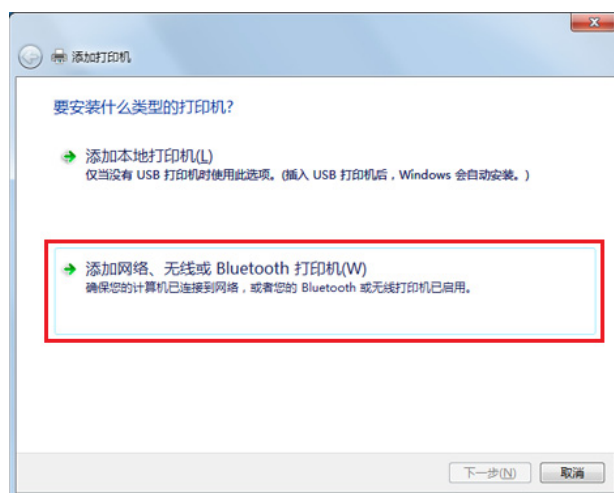 添加打印机
要安装什么类型的打印机?
添加本地打印机(L)
仅当没有 USB 打印机时使用此选项。(插入 USB 打印机后，Windows 会自动安装。)
添加网络、无线或 Bluetooth 打印机(W)
确保您的计算机已连接到网络，或者您的 Bluetooth 或无线打印机已启用。
下一步(N)
取消